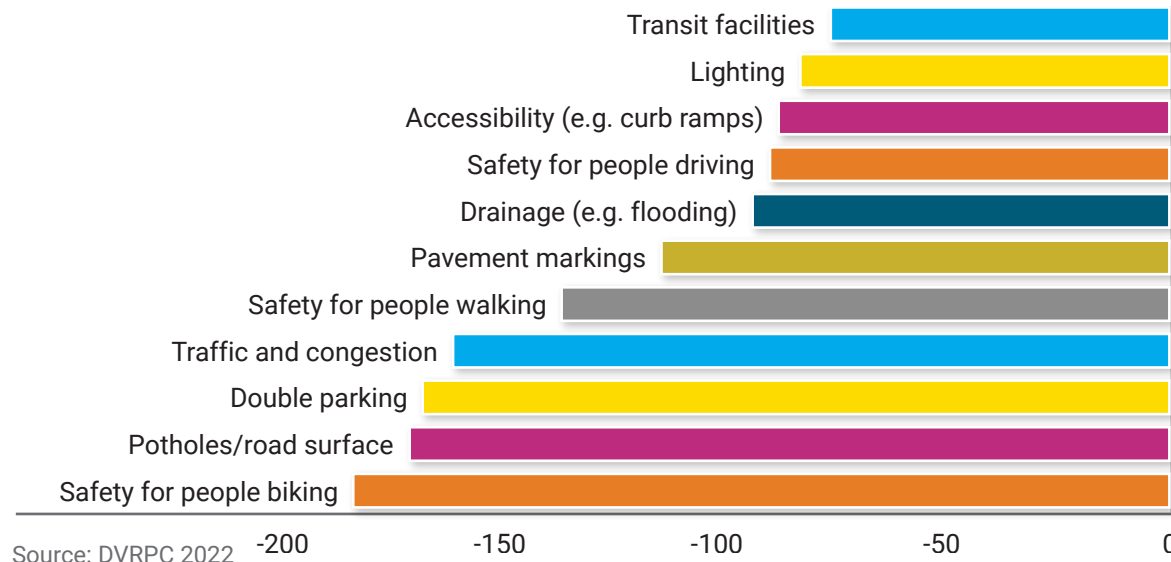 Transit facilities
Lighting
Accessibility (e.g. curb ramps)
Safety for people driving
Drainage (e.g. flooding)
Pavement markings
Safety for people walking
Traffic and congestion
Double parking
Potholes/road surface
Safety for people biking
-200 -150 -100 -50 0
Source: DVRPC 2022